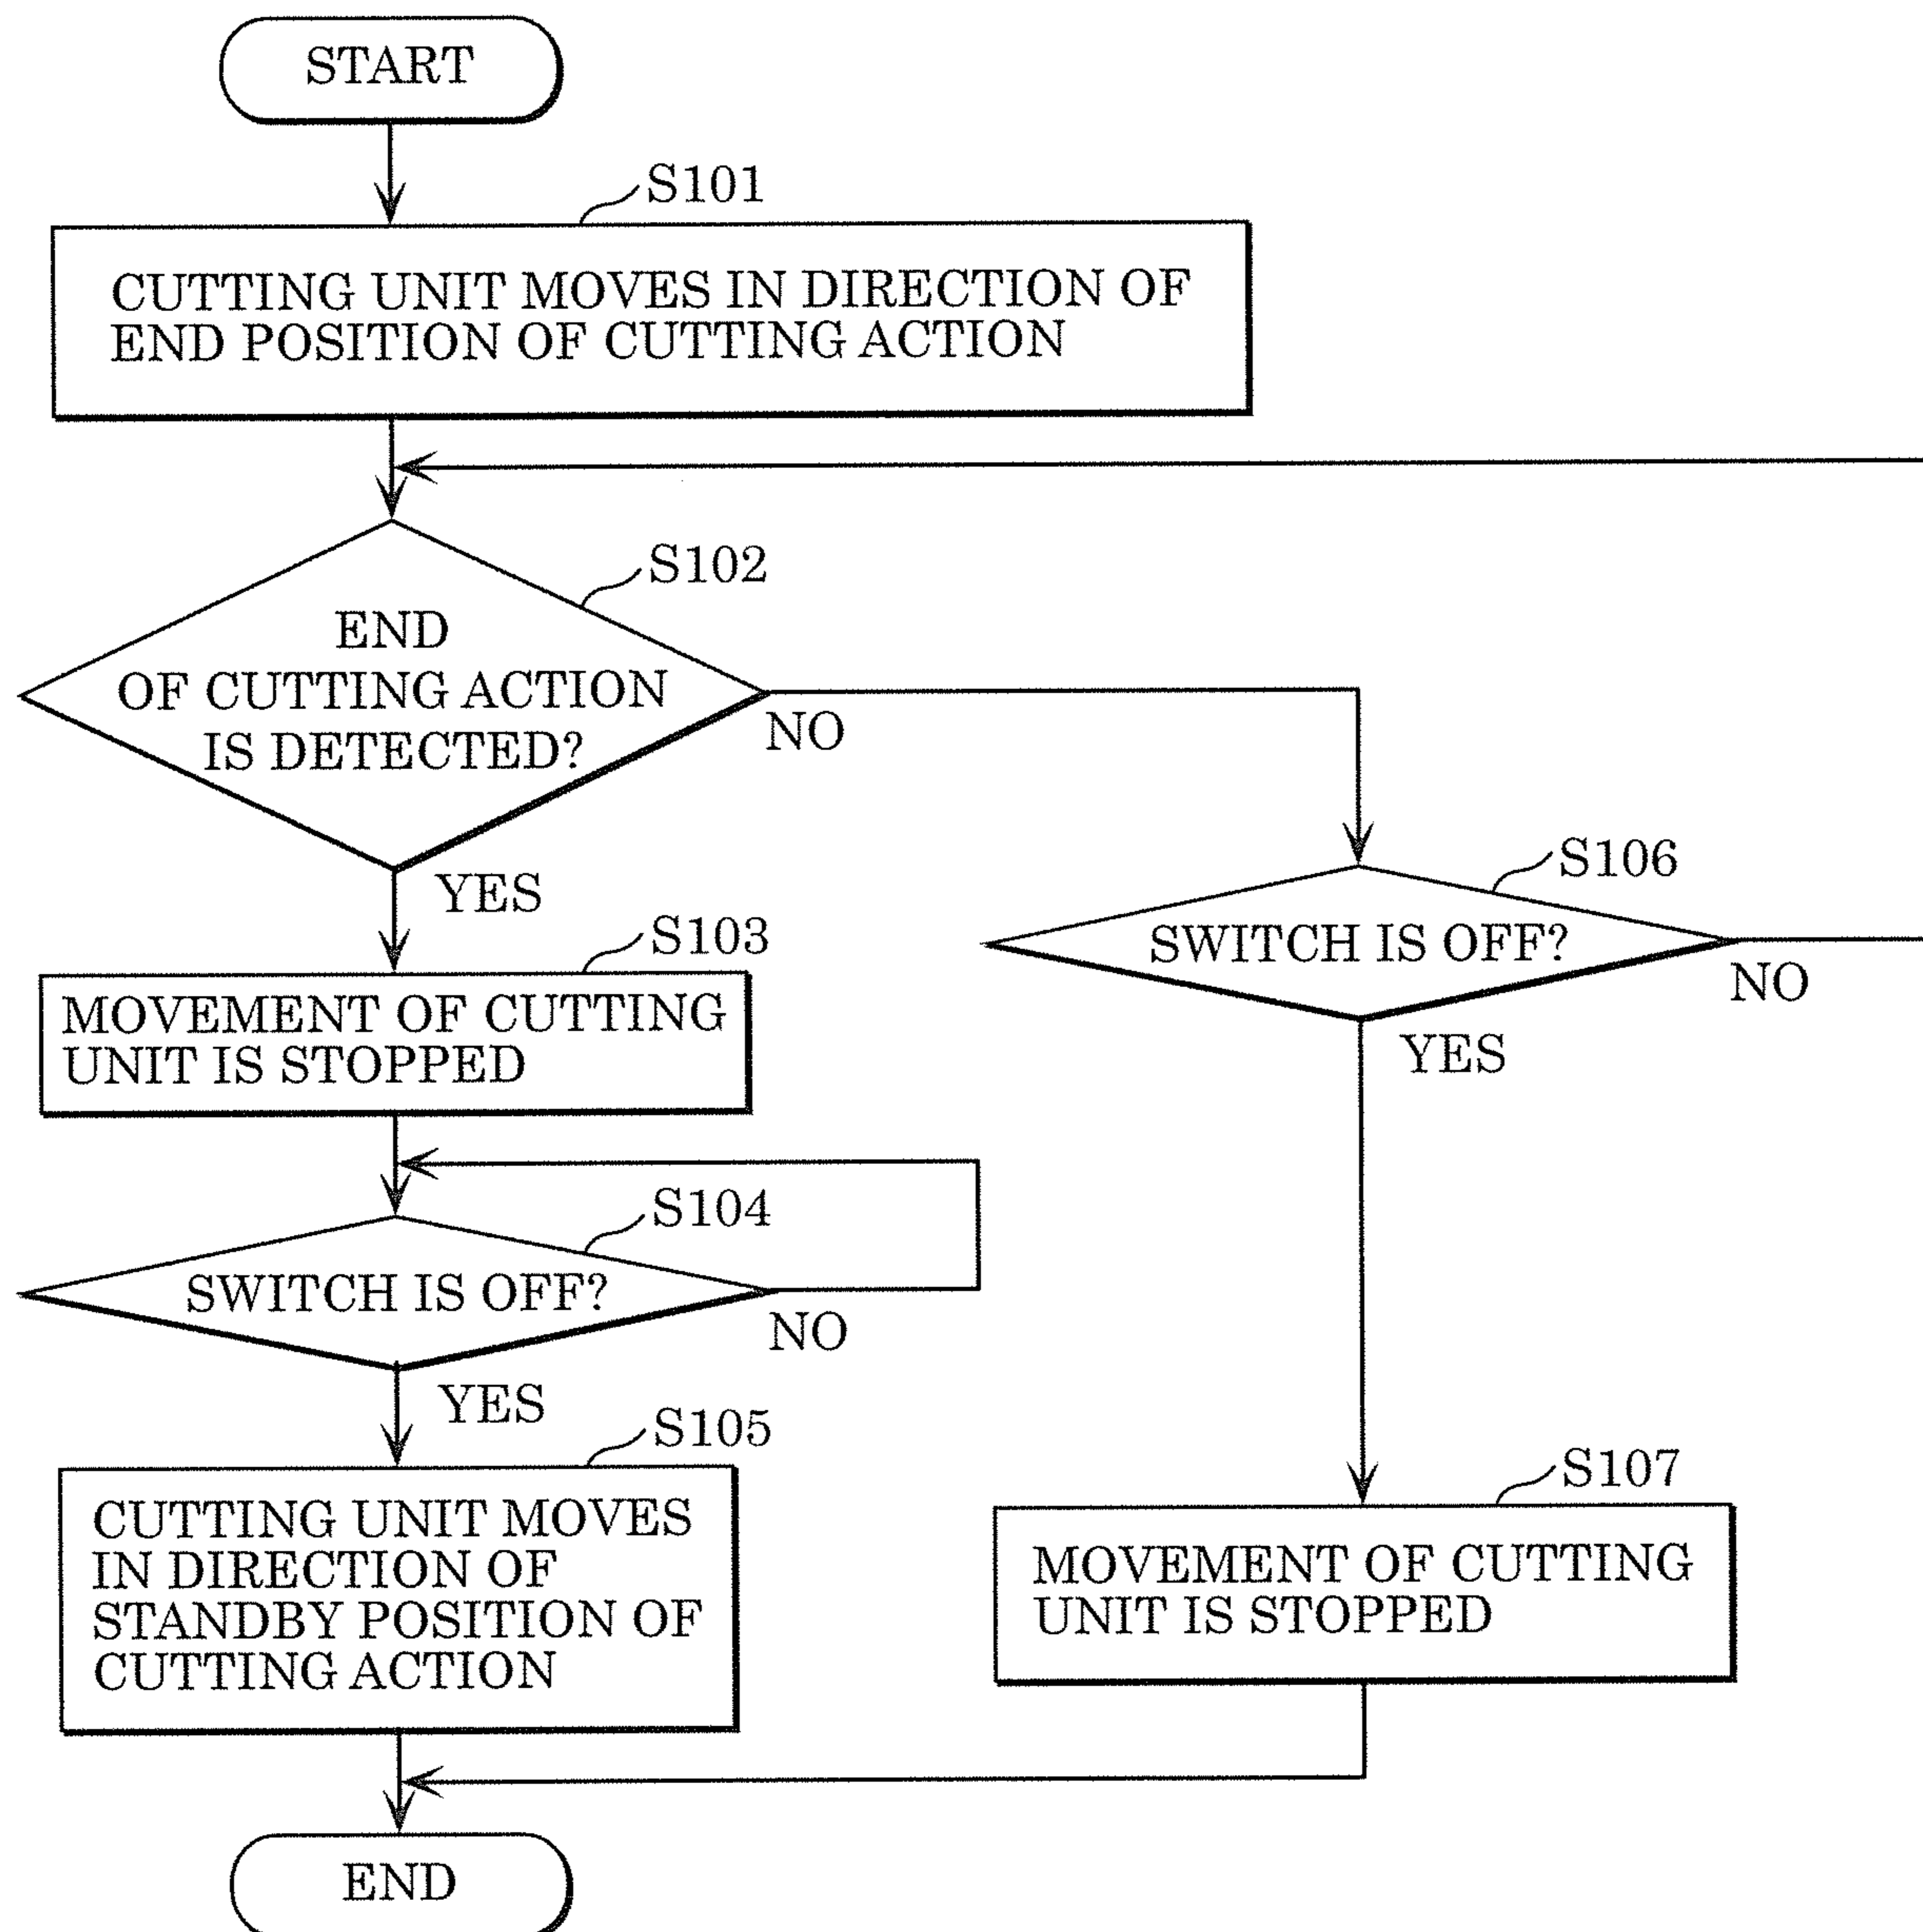 START
S101
CUTTING UNIT MOVES IN DIRECTION OF
END POSITION OF CUTTING ACTION
S102
END
OF CUTTING ACTION
IS DETECTED?
NO
YES
S103
MOVEMENT OF CUTTING
UNIT IS STOPPED
S104
SWITCH IS OFF?
NO
YES
S105
CUTTING UNIT MOVES
IN DIRECTION OF
STANDBY POSITION OF
CUTTING ACTION
S106
SWITCH IS OFF?
NO
YES
S107
MOVEMENT OF CUTTING
UNIT IS STOPPED
END